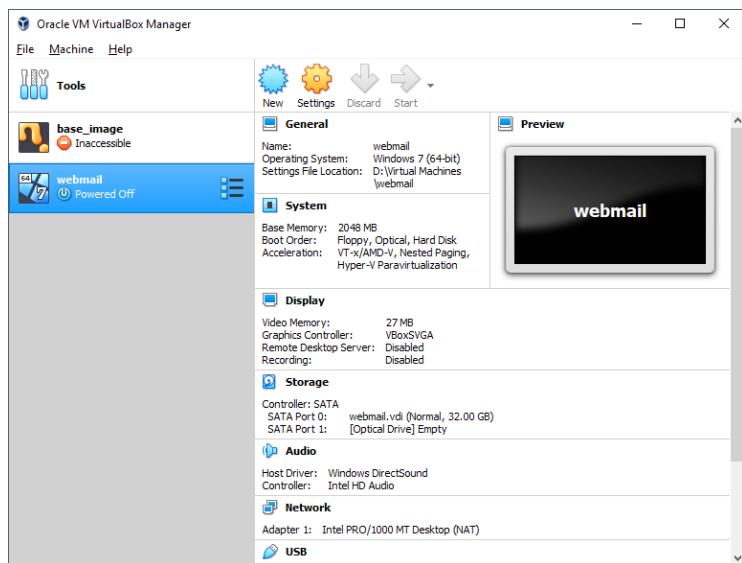 Oracle VM VirtualBox Manager
File Machine Help
Tools
New Settings Discard Start
base_image
Inaccessible
64
7
webmail
Powered Off
General
Name: webmail
Operating System: Windows 7 (64-bit)
Settings File Location: D:\Virtual Machines
\webmail
System
Base Memory: 2048 MB
Boot Order: Floppy, Optical, Hard Disk
Acceleration: VT-x/AMD-V, Nested Paging,
Hyper-V Paravirtualization
Preview
webmail
Display
Video Memory: 27 MB
Graphics Controller: VBoxSVGA
Remote Desktop Server: Disabled
Recording: Disabled
Storage
Controller: SATA
SATA Port 0: webmail.vdi (Normal, 32.00 GB)
SATA Port 1: [Optical Drive] Empty
Audio
Host Driver: Windows DirectSound
Controller: Intel HD Audio
Network
Adapter 1: Intel PRO/1000 MT Desktop (NAT)
USB